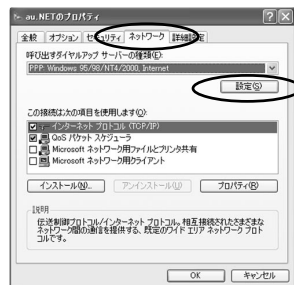 au.NETのプロパティ
全般 オプション セキュリティ ネットワーク 詳細設定
呼び出すダイヤルアップ サーバーの種類(E):
PPP: Windows 95/98/NT4/2000, Internet
設定(S)
この接続は次の項目を使用します(O):
インターネット プロトコル (TCP/IP)
QoS パケット スケジューラ
Microsoft ネットワーク用ファイルとプリンタ共有
Microsoft ネットワーク用クライアント
インストール(N)... アンインストール(U) プロパティ(R)
説明
伝送制御プロトコル/インターネット プロトコル。相互接続されたさまざまな
ネットワーク間の通信を提供する、既定のワイド エリア ネットワーク プロト
コルです。
OK キャンセル